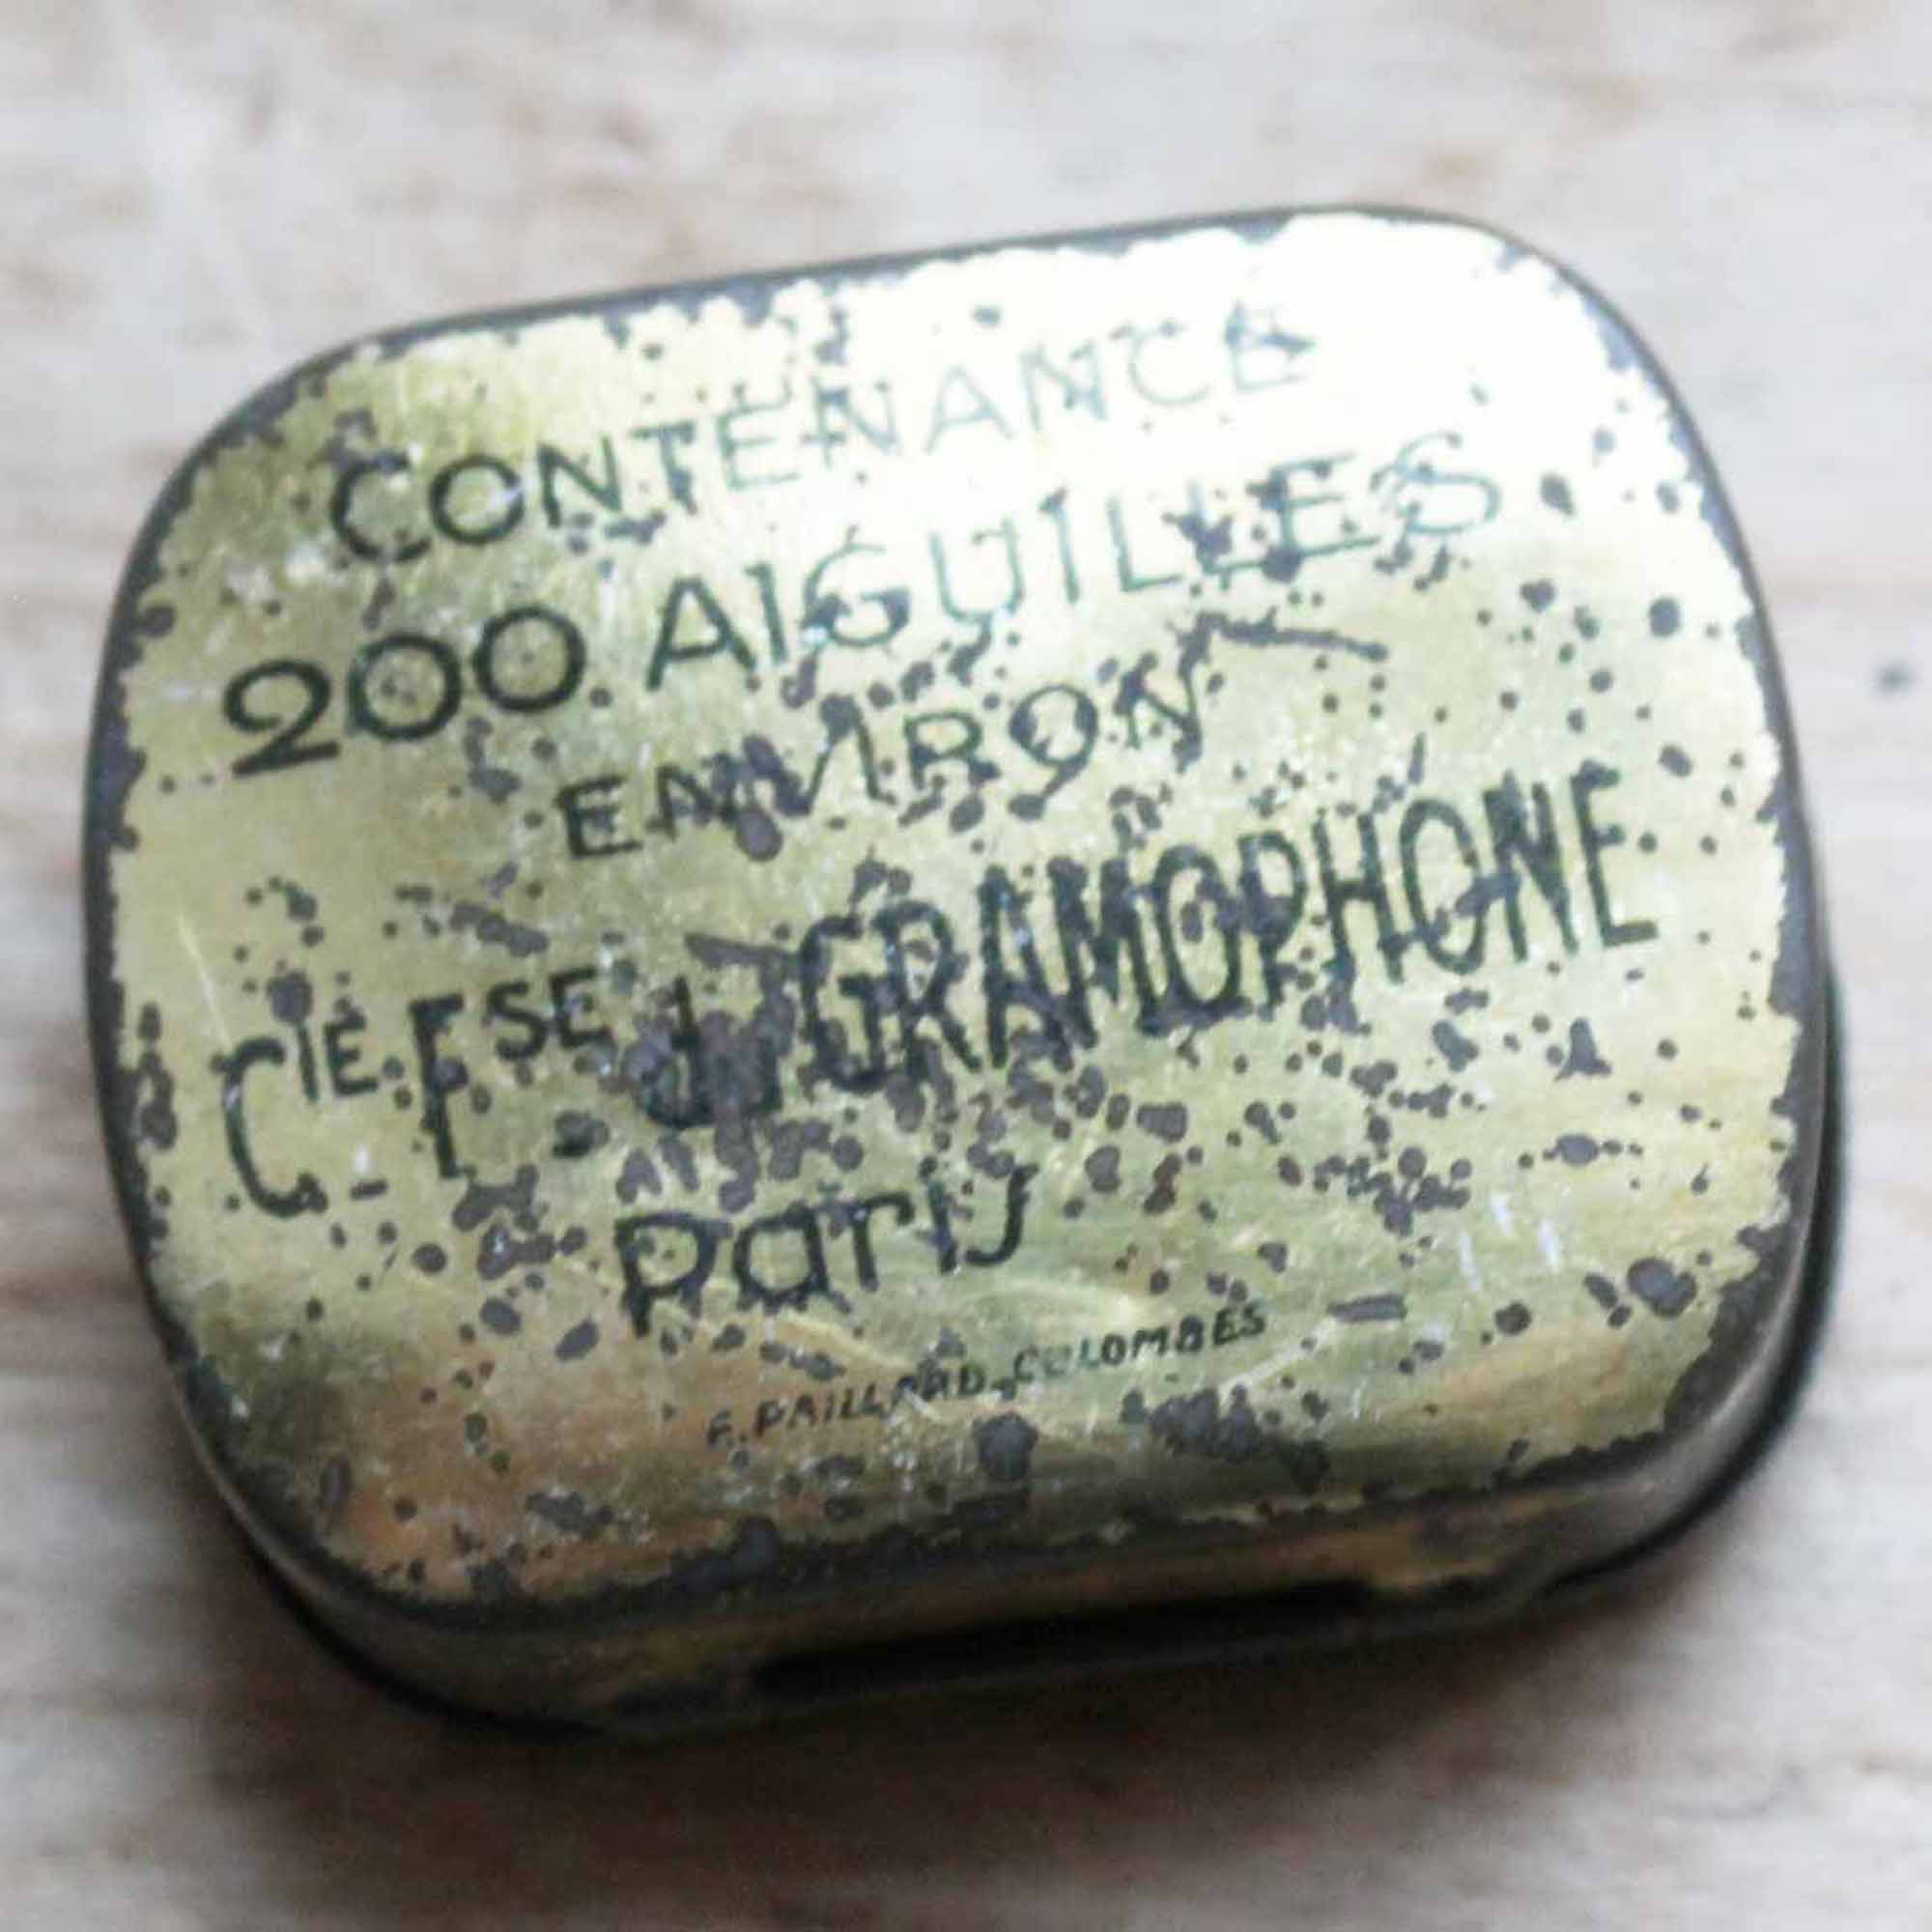 CONTENANCE
200 AIGUILLES
ENVIRON
CIE. FSE du GRAMOPHONE
Paris
F. PAILLARD_COLOMBES